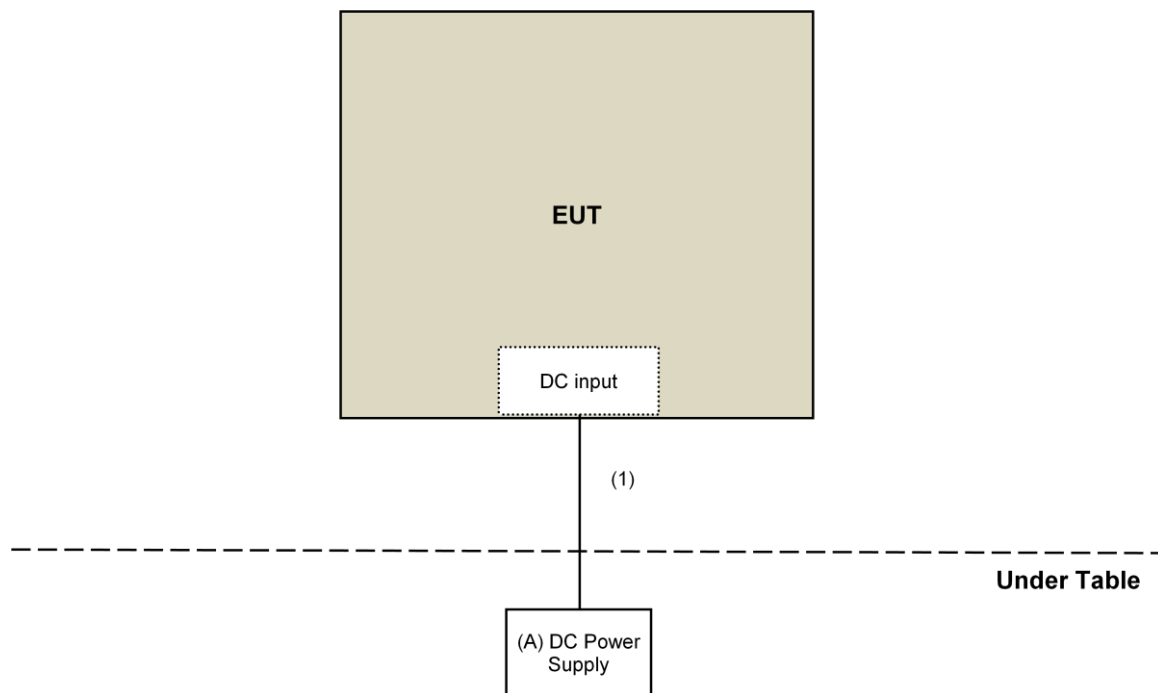 EUT
DC input
(1)
Under Table
(A) DC Power
Supply